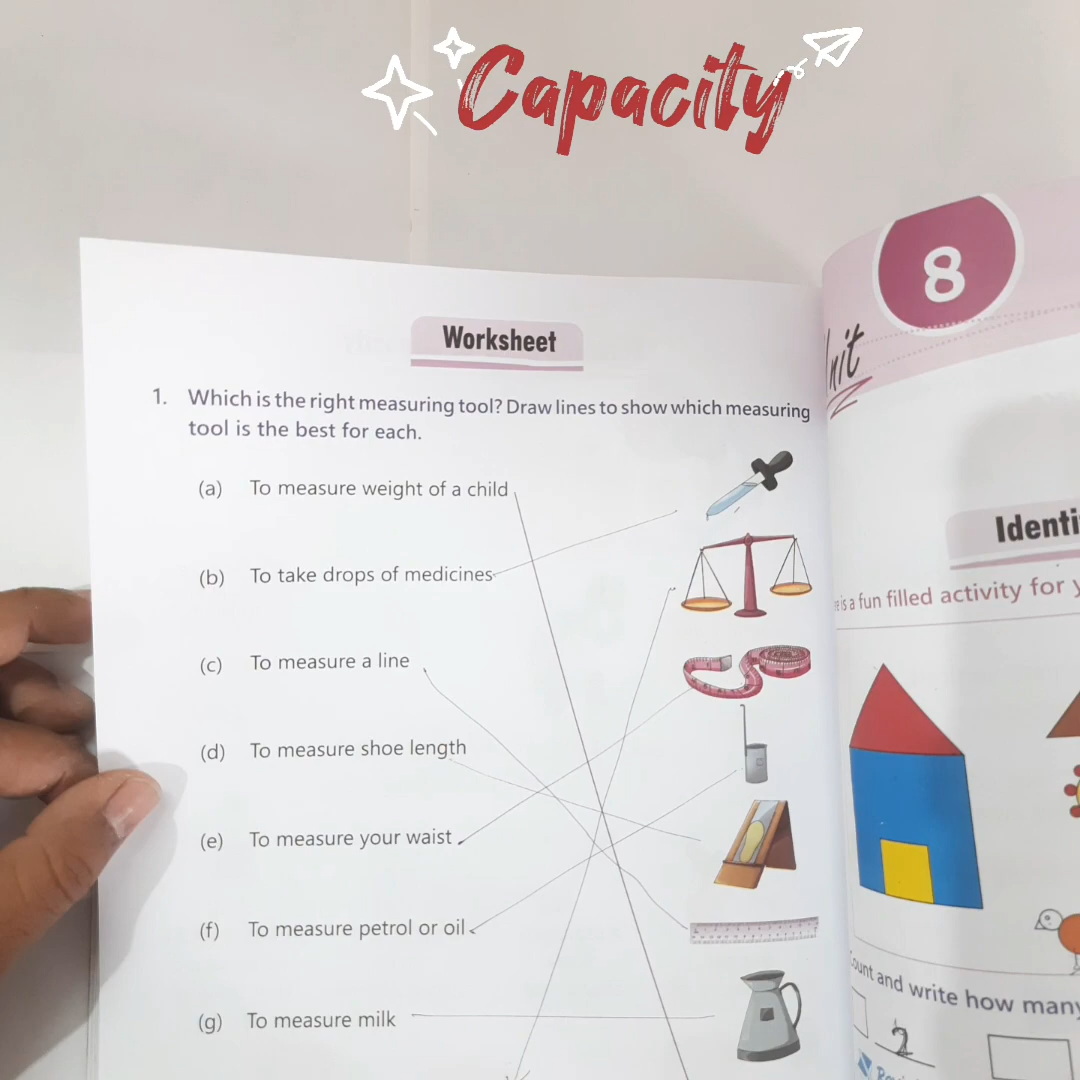 Capacity
8
Unit
Worksheet
1. Which is the right measuring tool? Draw lines to show which measuring
tool is the best for each.
(a) To measure weight of a child
(b) To take drops of medicines
(c) To measure a line
(d) To measure shoe length
(e) To measure your waist
(f) To measure petrol or oil
(g) To measure milk
is a fun filled activity for
and write how many
2